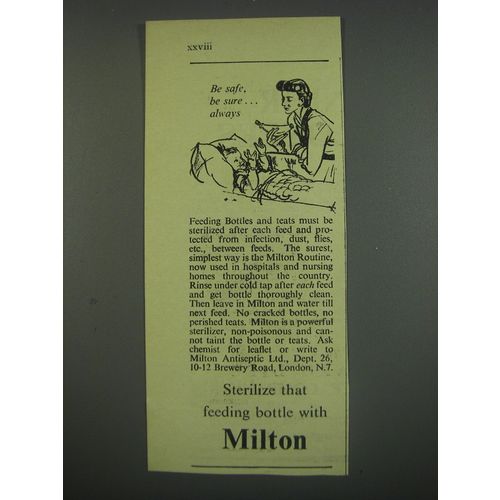 xxviii
Be safe,
be sure...
always
Feeding Bottles and teats must be
sterilized after each feed and pro-
tected from infection, dust, flies,
etc., between feeds. The surest,
simplest way is the Milton Routine,
now used in hospitals and nursing
homes throughout the country.
Rinse under cold tap after each feed
and get bottle thoroughly clean.
Then leave in Milton and water till
next feed. No cracked bottles, no
perished teats. Milton is a powerful
sterilizer, non-poisonous and can-
not taint the bottle or teats. Ask
chemist for leaflet or write to
Milton Antiseptic Ltd., Dept. 26,
10-12 Brewery Road, London, N.7.
Sterilize that
feeding bottle with
Milton